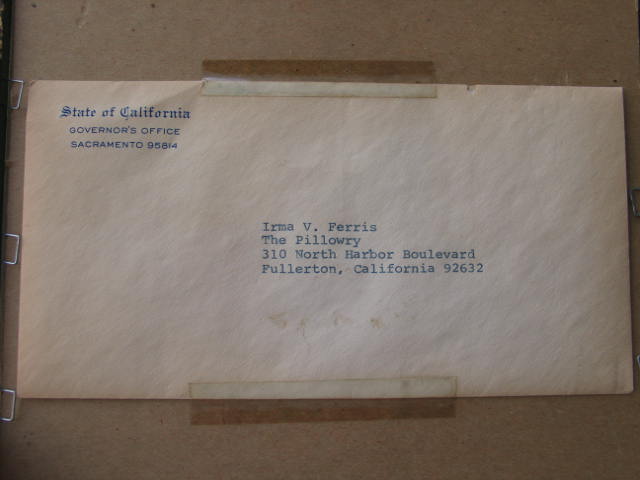 State of California
GOVERNOR'S OFFICE
SACRAMENTO 95814
Irma V. Ferris
The Pillowry
310 North Harbor Boulevard
Fullerton, California 92632